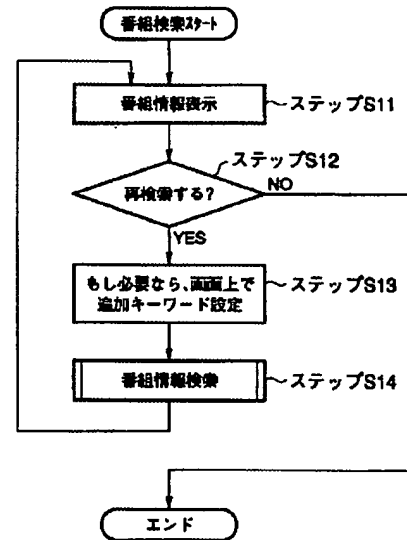 番組検索スタート
番組情報表示
ステップS11
ステップS12
再検索する?
NO
YES
もし必要なら、画面上で
追加キーワード設定
ステップS13
番組情報検索
ステップS14
エンド